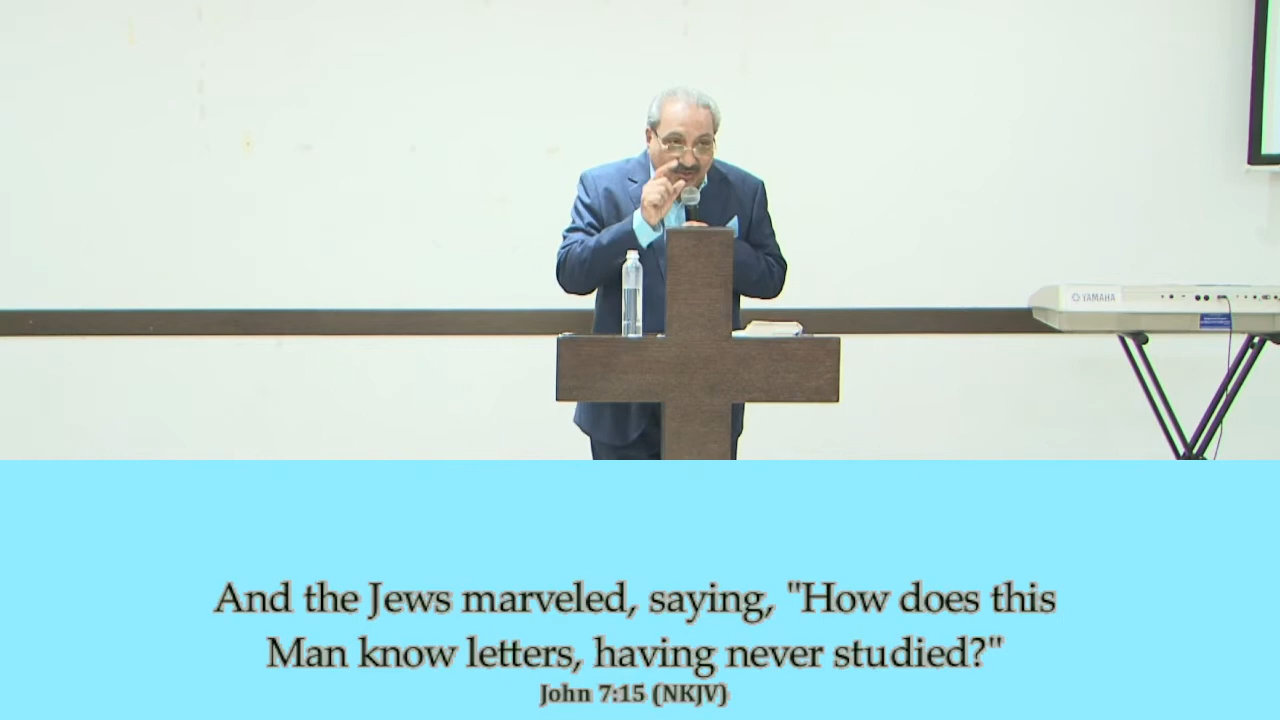 YAMAHA
And the Jews marveled, saying, "How does this
Man know letters, having never studied?"
John 7:15 (NKJV)